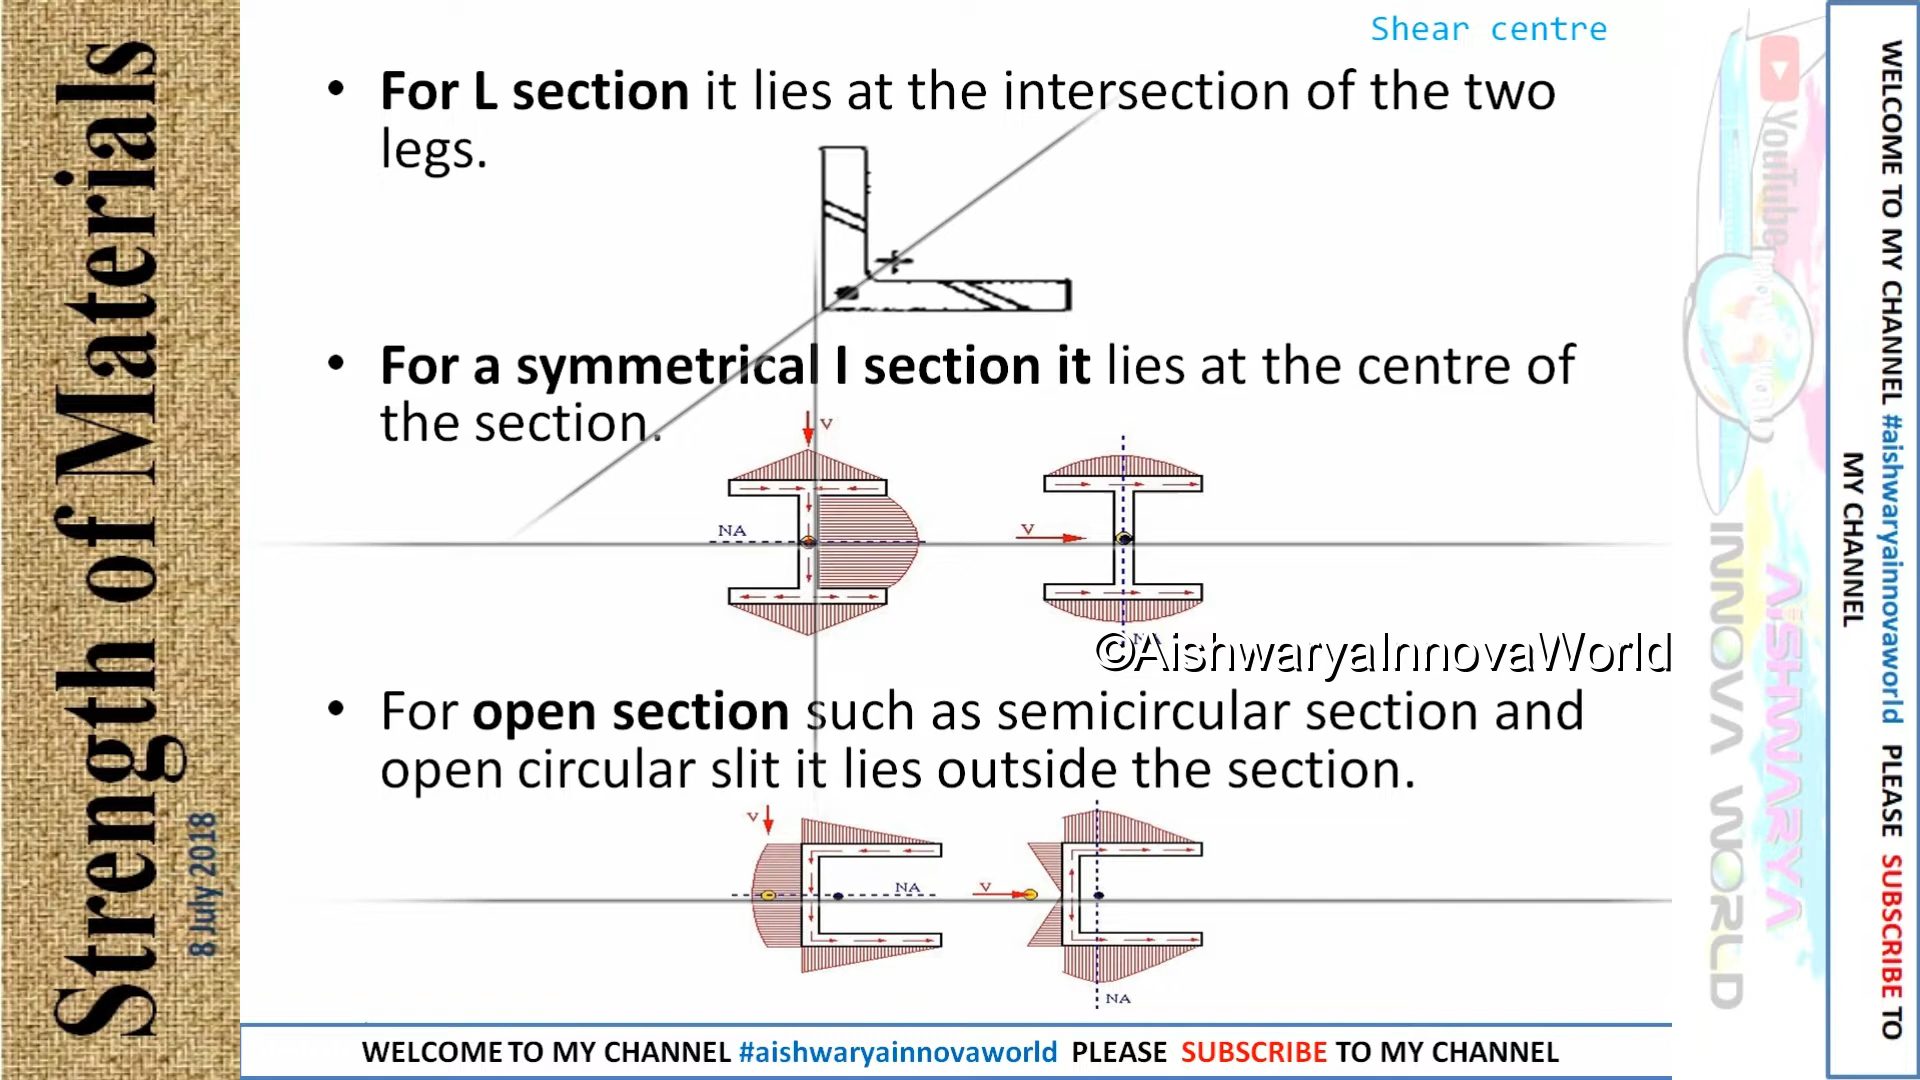 Shear centre
• For L section it lies at the intersection of the two
legs.
• For a symmetrical I section it lies at the centre of
the section.
V
NA
V
NA
©AishwaryaInnovaWorld
• For open section such as semicircular section and
open circular slit it lies outside the section.
V
NA
V
NA
WELCOME TO MY CHANNEL #aishwaryainnovaworld PLEASE SUBSCRIBE TO MY CHANNEL
Strength of Materials
8 July 2018
YouTube
INNOVA WORLD
AISHWARYA
WELCOME TO MY CHANNEL #aishwaryainnovaworld PLEASE SUBSCRIBE TO
MY CHANNEL